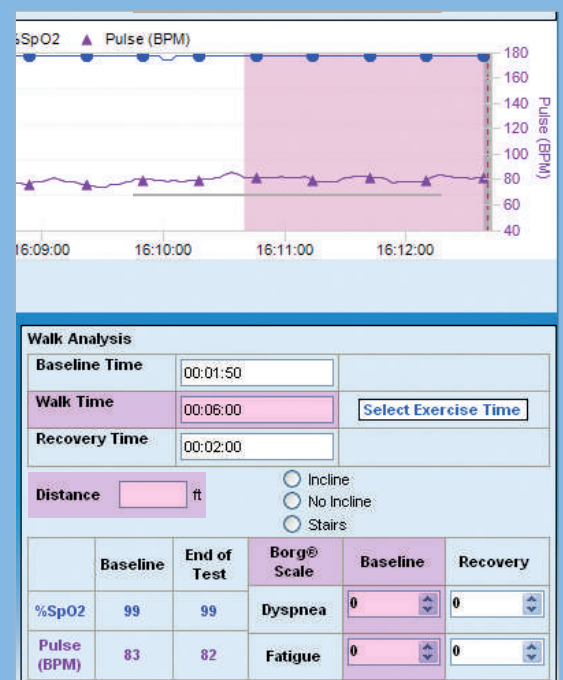 %SpO2 ▲ Pulse (BPM)
180
160
140
120
100
80
60
40
Pulse (BPM)
16:09:00 16:10:00 16:11:00 16:12:00
Walk Analysis
Baseline Time 00:01:50
Walk Time 00:06:00 Select Exercise Time
Recovery Time 00:02:00
Incline
Distance ft No Incline
Stairs
Baseline End of Test Borg® Scale Baseline Recovery
%SpO2 99 99 Dyspnea 0 0
Pulse (BPM) 83 82 Fatigue 0 0